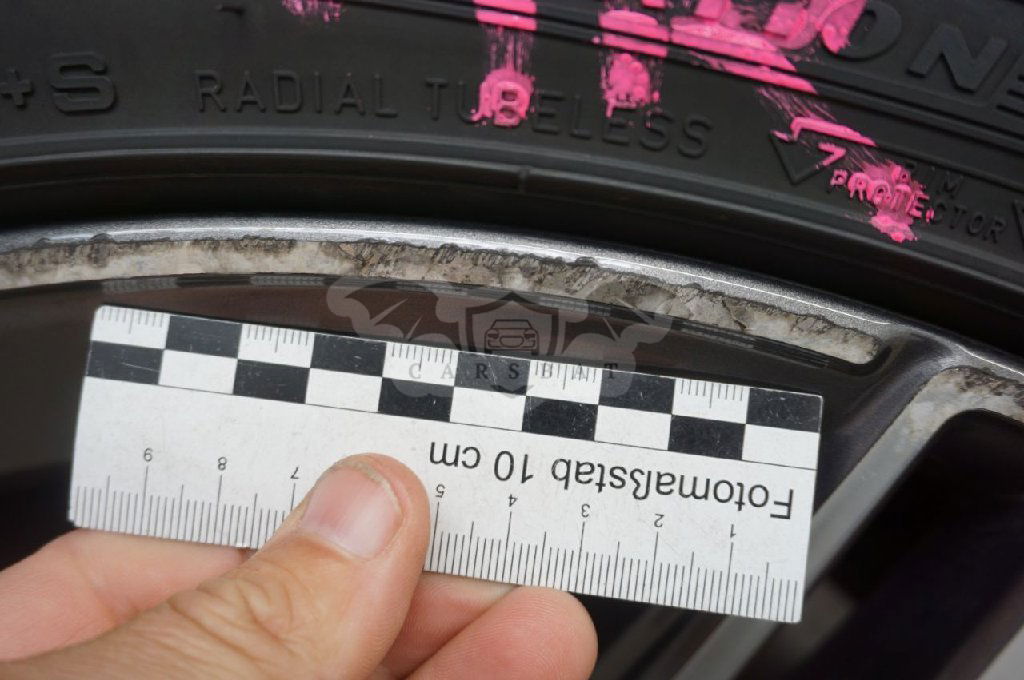 +S RADIAL TUBELESS
RIM
PROTECTOR
CARSBAT
Fotomaßstab 10 cm
1 2 3 4 5 7 8 9